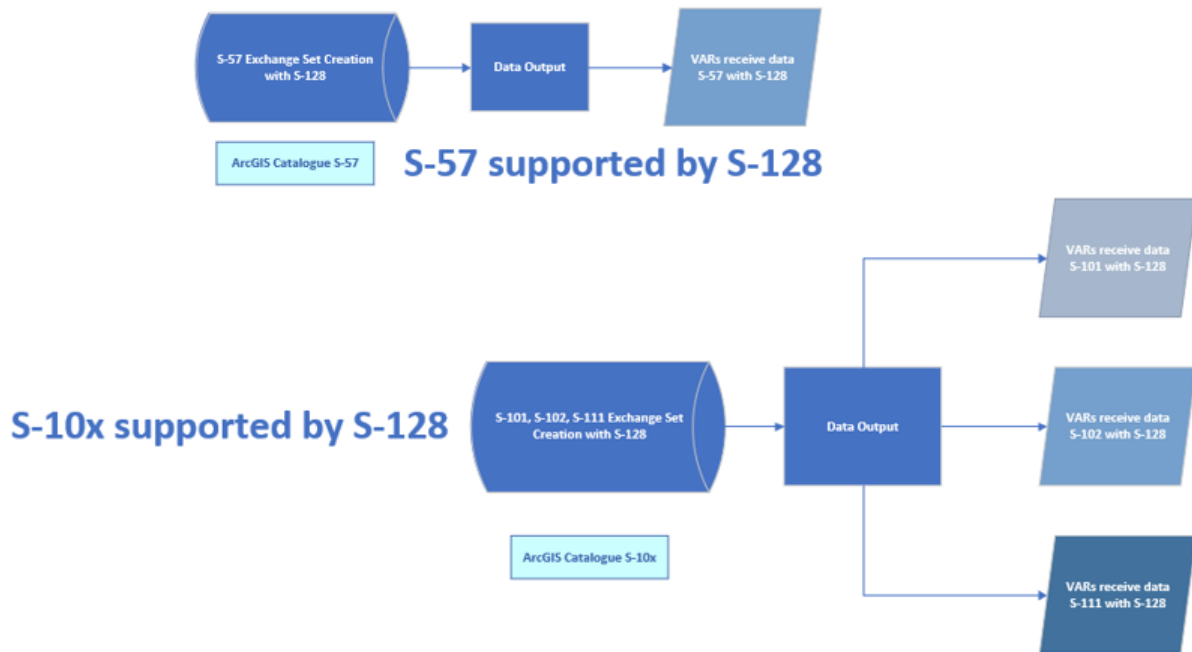 S-57 Exchange Set Creation
with S-128
Data Output
VARs receive data
S-57 with S-128
ArcGIS Catalogue S-57
S-57 supported by S-128
VARs receive data
S-101 with S-128
S-10x supported by S-128
S-101, S-102, S-111 Exchange Set
Creation with S-128
Data Output
VARs receive data
S-102 with S-128
ArcGIS Catalogue S-10x
VARs receive data
S-111 with S-128